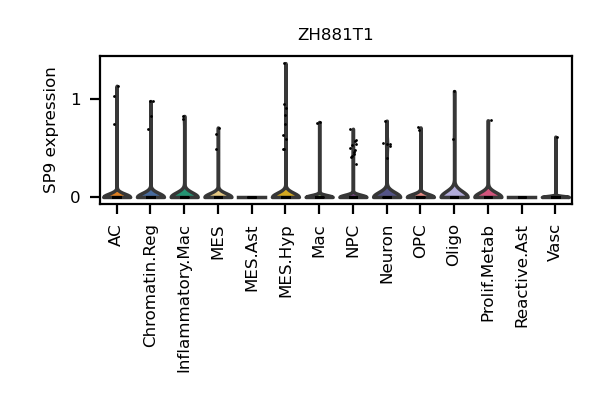 ZH881T1
SP9 expression
1
0
AC
Chromatin.Reg
Inflammatory.Mac
MES
MES.Ast
MES.Hyp
Mac
NPC
Neuron
OPC
Oligo
Prolif.Metab
Reactive.Ast
Vasc